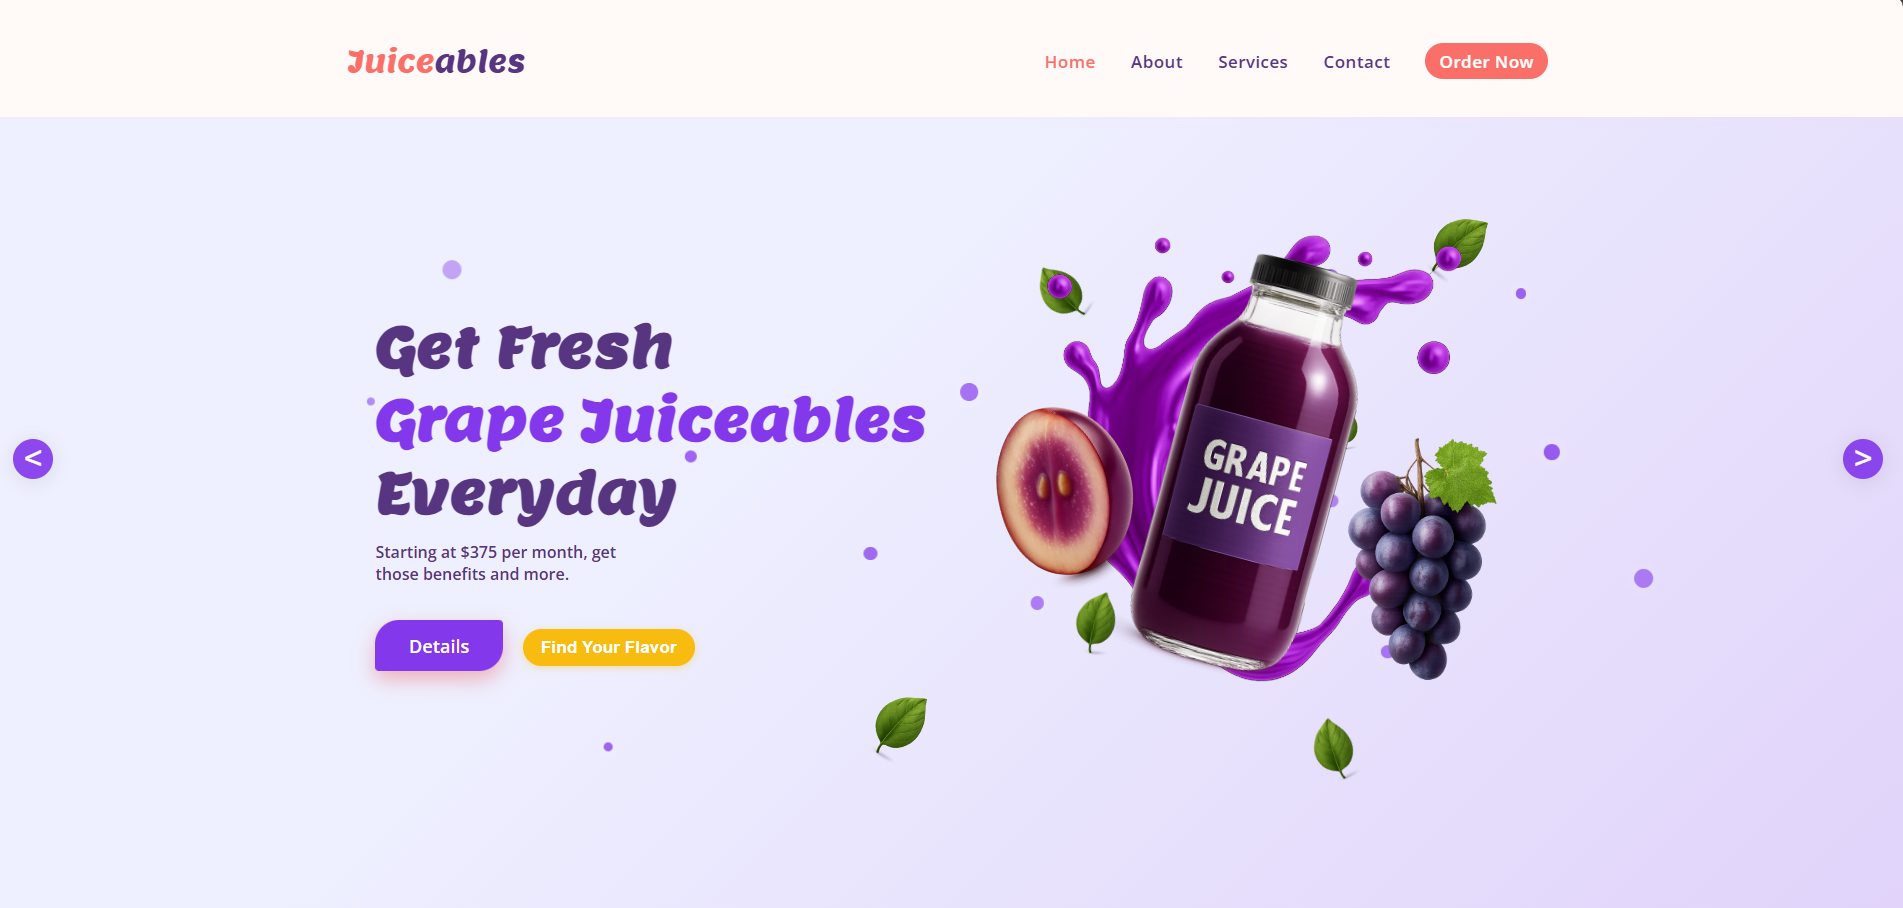 Juiceables
Home About Services Contact Order Now
Get Fresh
Grape Juiceables
Everyday
Starting at $375 per month, get
those benefits and more.
Details Find Your Flavor
GRAPE
JUICE
<
>